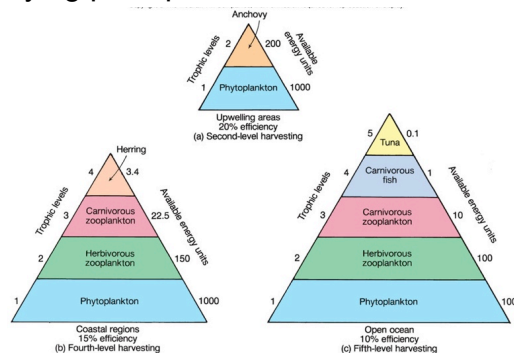 Anchovy
Trophic levels
2
200
Available
energy units
1
Phytoplankton
1000
Upwelling areas
20% efficiency
(a) Second-level harvesting
Herring
4
3.4
Trophic levels
3
Carnivorous
zooplankton
22.5
Available energy units
2
Herbivorous
zooplankton
150
1
Phytoplankton
1000
Coastal regions
15% efficiency
(b) Fourth-level harvesting
5
Tuna
0.1
Trophic levels
4
Carnivorous
fish
1
Available energy units
3
Carnivorous
zooplankton
10
2
Herbivorous
zooplankton
100
1
Phytoplankton
Open ocean
10% efficiency
(c) Fifth-level harvesting